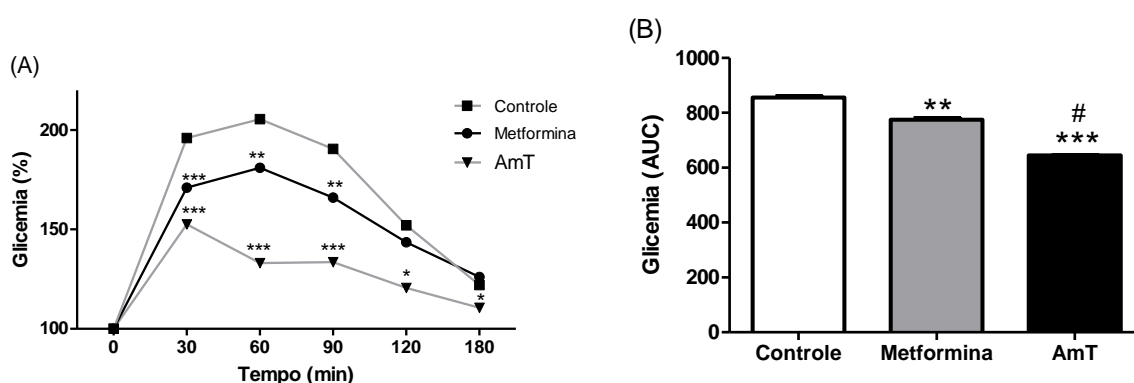 (A)
Glicemia (%)
200
150
100
0 30 60 90 120 180
Tempo (min)
Controle
Metformina
AmT
***
**
**
***
***
***
*
*
(B)
Glicemia (AUC)
1000
800
600
400
200
0
**
#
***
Controle Metformina AmT